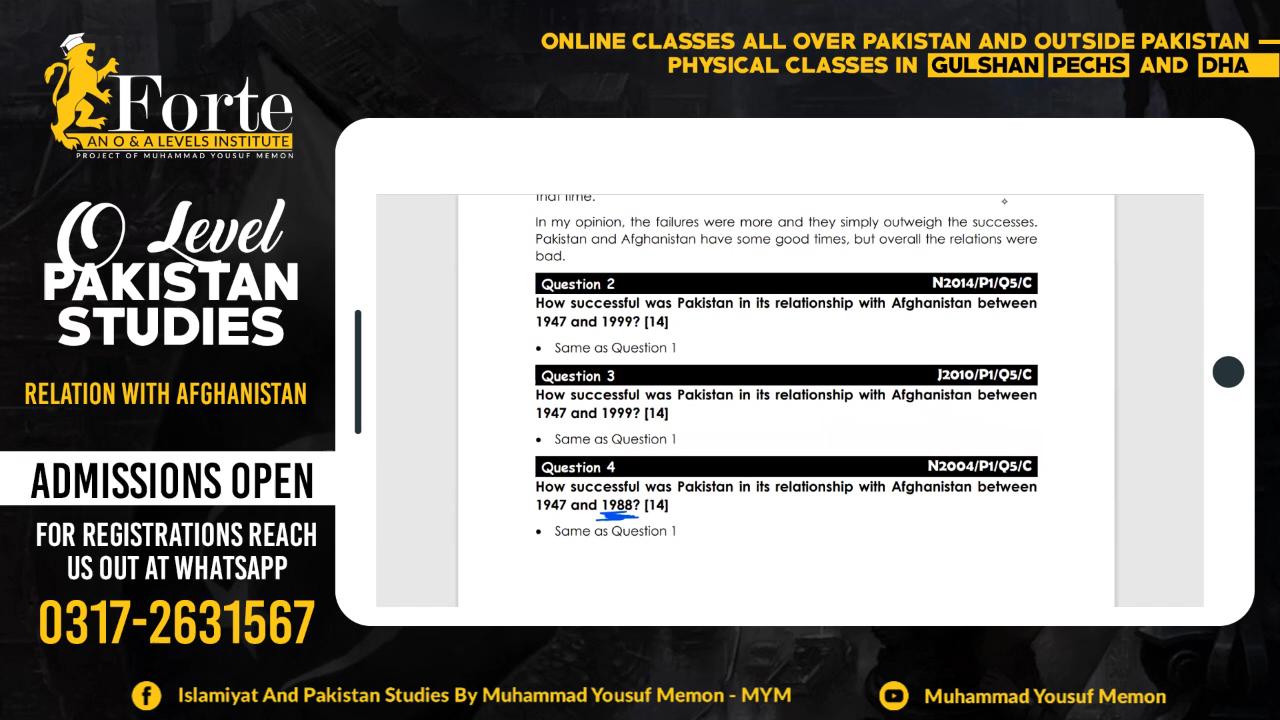 Forte
AN O & A LEVELS INSTITUTE
PROJECT OF MUHAMMAD YOUSUF MEMON
O Level
PAKISTAN
STUDIES
RELATION WITH AFGHANISTAN
ADMISSIONS OPEN
FOR REGISTRATIONS REACH
US OUT AT WHATSAPP
0317-2631567
ONLINE CLASSES ALL OVER PAKISTAN AND OUTSIDE PAKISTAN
PHYSICAL CLASSES IN GULSHAN PECHS AND DHA
that time.
In my opinion, the failures were more and they simply outweigh the successes.
Pakistan and Afghanistan have some good times, but overall the relations were
bad.
Question 2 N2014/P1/Q5/C
How successful was Pakistan in its relationship with Afghanistan between
1947 and 1999? [14]
• Same as Question 1
Question 3 J2010/P1/Q5/C
How successful was Pakistan in its relationship with Afghanistan between
1947 and 1999? [14]
• Same as Question 1
Question 4 N2004/P1/Q5/C
How successful was Pakistan in its relationship with Afghanistan between
1947 and 1988? [14]
• Same as Question 1
Islamiyat And Pakistan Studies By Muhammad Yousuf Memon - MYM
Muhammad Yousuf Memon